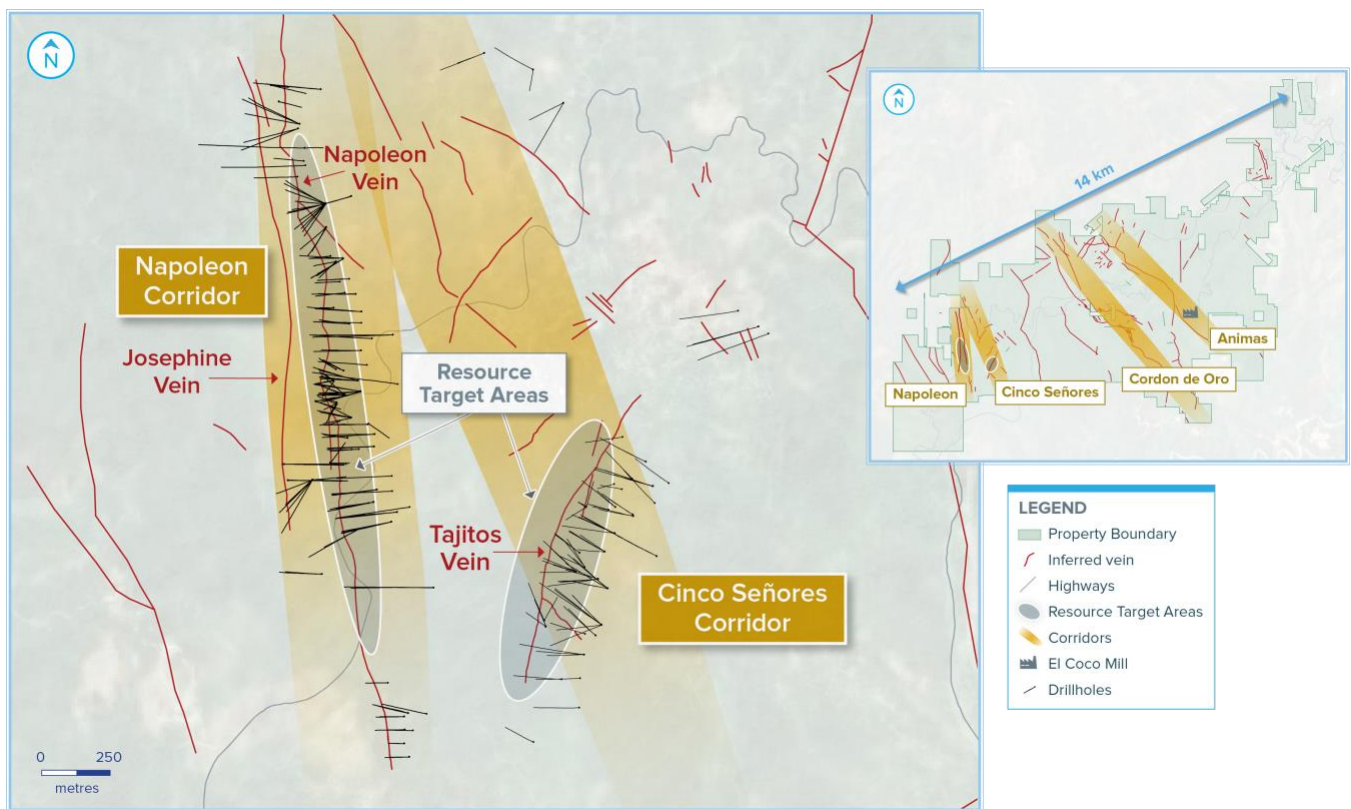 N
Napoleon
Vein
Napoleon
Corridor
Josephine
Vein
Resource
Target Areas
Tajitos
Vein
Cinco Señores
Corridor
0 250
metres
N
14 km
Napoleon
Cinco Señores
Cordon de Oro
Animas
LEGEND
Property Boundary
Inferred vein
Highways
Resource Target Areas
Corridors
El Coco Mill
Drillholes